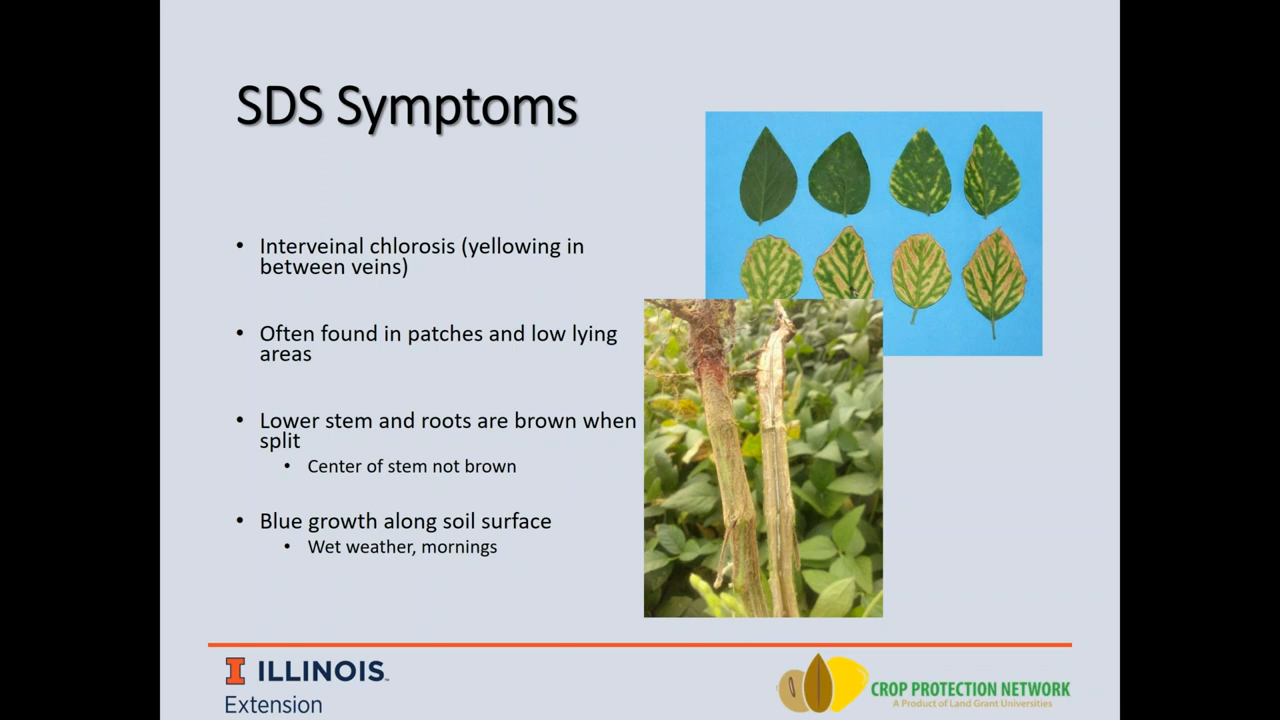 SDS Symptoms
• Interveinal chlorosis (yellowing in
between veins)
• Often found in patches and low lying
areas
• Lower stem and roots are brown when
split
• Center of stem not brown
• Blue growth along soil surface
• Wet weather, mornings
I ILLINOIS
Extension
CROP PROTECTION NETWORK
A Product of Land Grant Universities